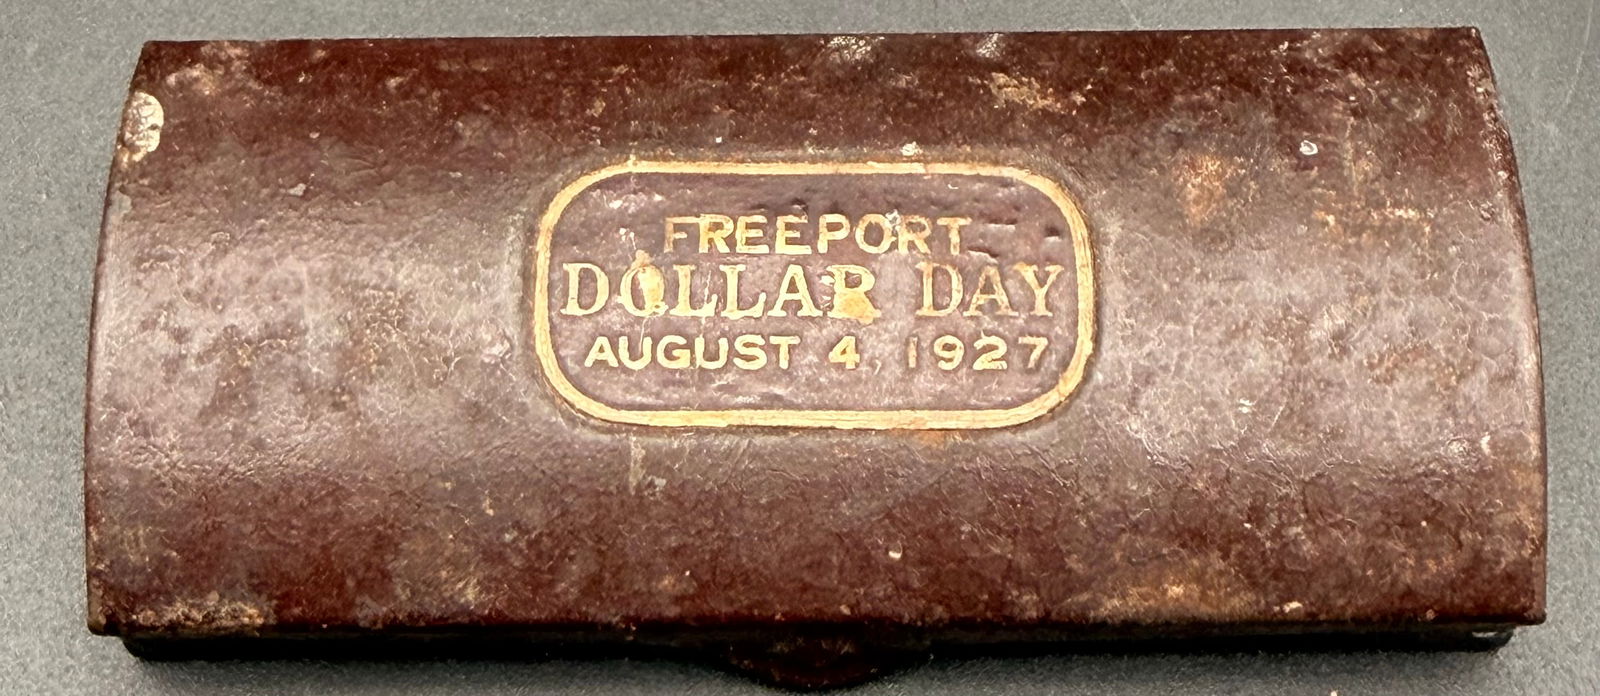 FREEPORT
DOLLAR DAY
AUGUST 4, 1927